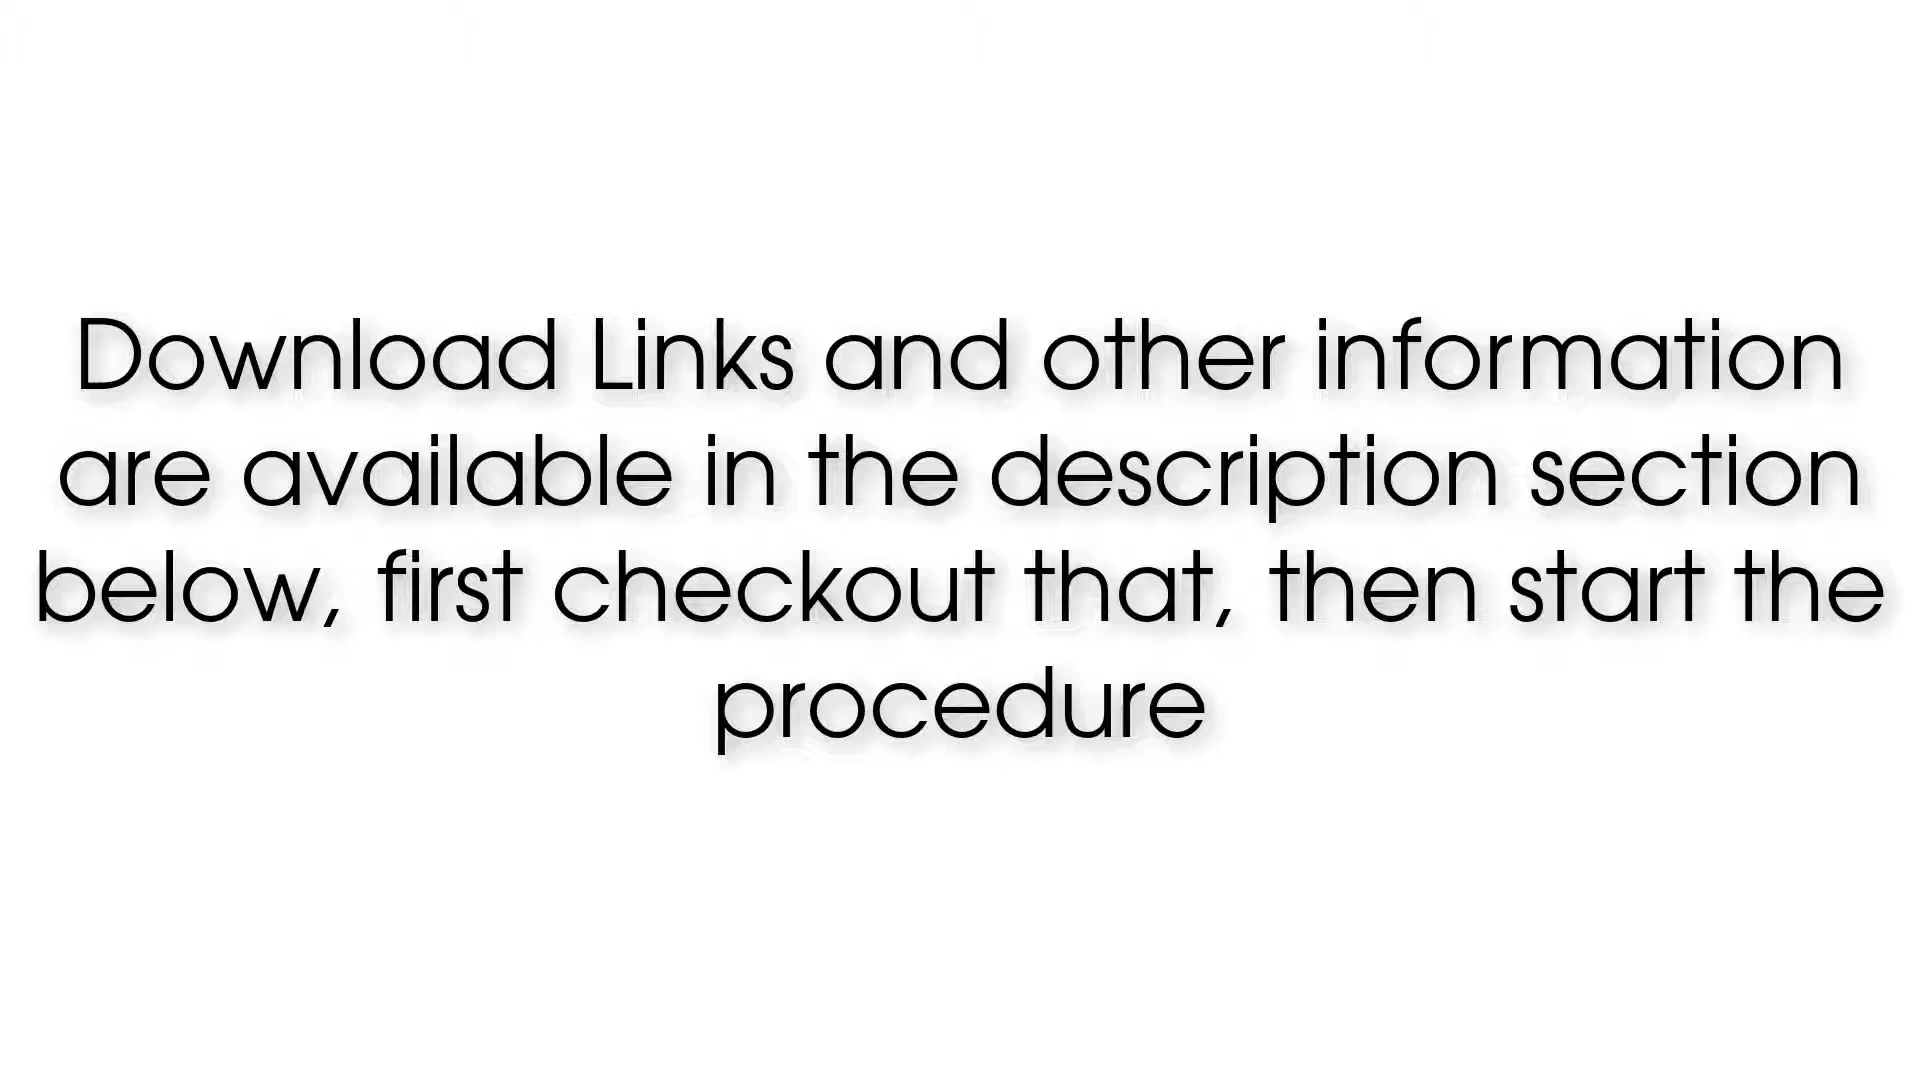 Download Links and other information
are available in the description section
below, first checkout that, then start the
procedure